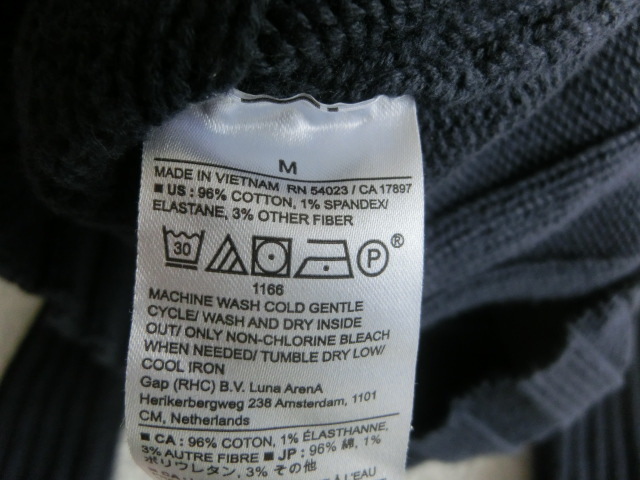 M
MADE IN VIETNAM RN 54023 / CA 17897
■ US : 96% COTTON, 1% SPANDEX/
ELASTANE, 3% OTHER FIBER
30 P ®
1166
MACHINE WASH COLD GENTLE
CYCLE/ WASH AND DRY INSIDE
OUT/ ONLY NON-CHLORINE BLEACH
WHEN NEEDED/ TUMBLE DRY LOW/
COOL IRON
Gap (RHC) B.V. Luna ArenA
Herikerbergweg 238 Amsterdam, 1101
CM, Netherlands
■ CA : 96% COTON, 1% ÉLASTHANNE,
3% AUTRE FIBRE ■ JP : 96% 綿, 1%
ポリウレタン, 3% その他
À L'EAU